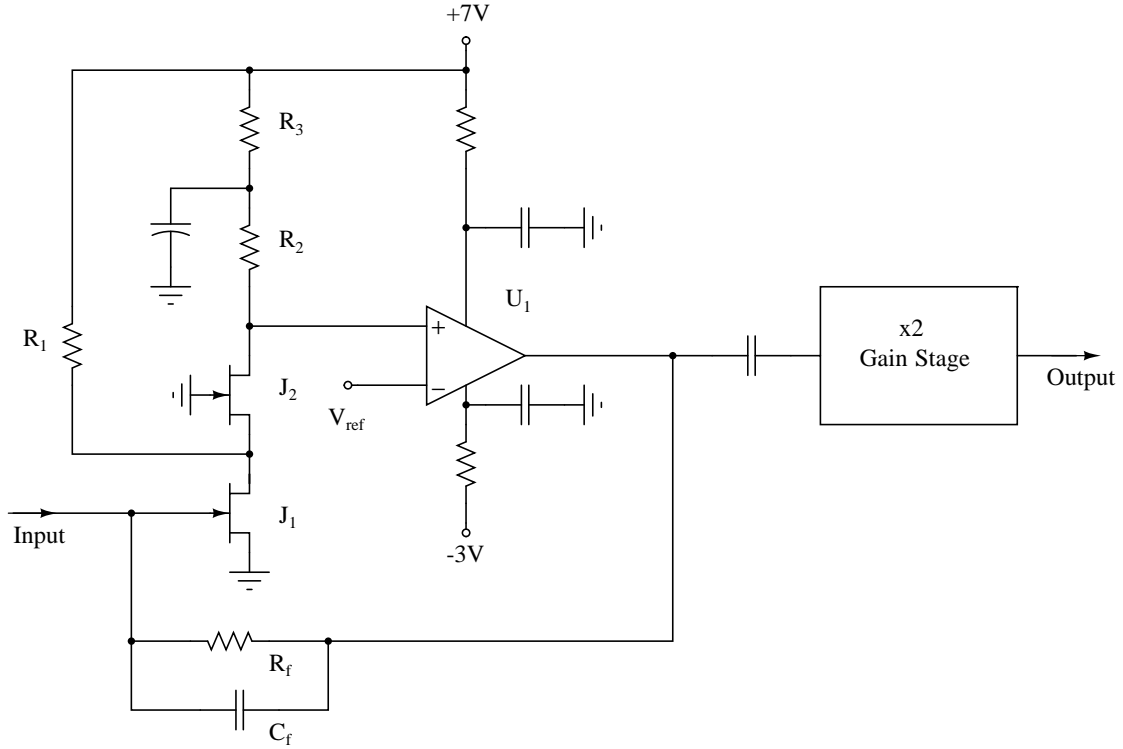 +7V
R3
R2
U1
R1
+
x2
Gain Stage
J2
−
Vref
Output
J1
Input
-3V
Rf
Cf